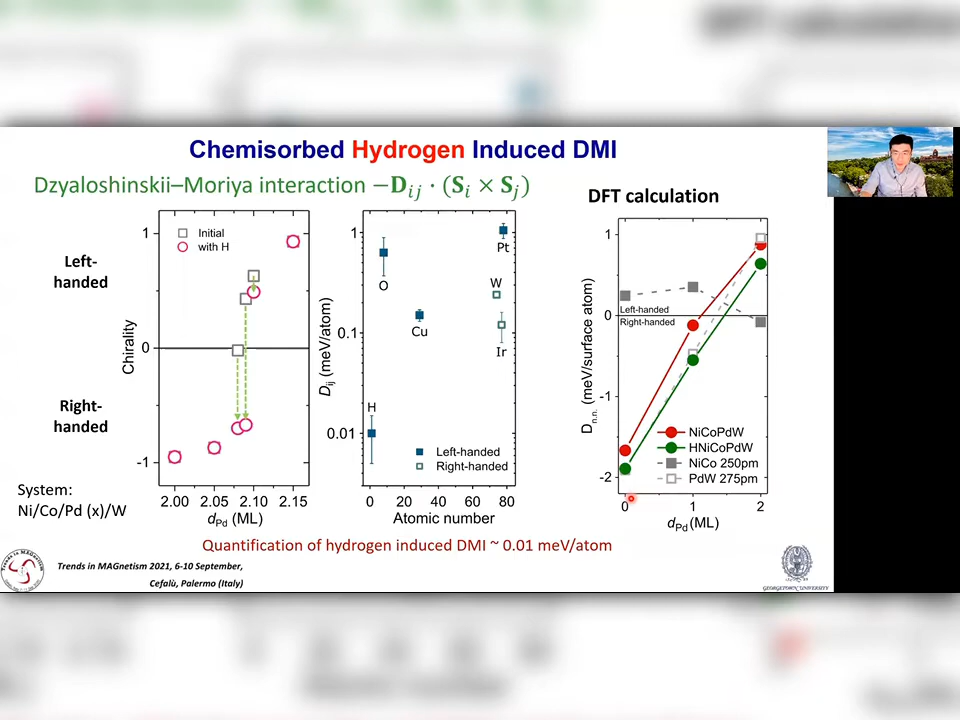 Chemisorbed Hydrogen Induced DMI
Dzyaloshinskii–Moriya interaction −D_ij · (S_i × S_j)
DFT calculation
Left-
handed
Right-
handed
System:
Ni/Co/Pd (x)/W
Chirality
1
0
-1
Initial
with H
2.00 2.05 2.10 2.15
d_Pd (ML)
D_ij (meV/atom)
1
0.1
0.01
H
O
Cu
W
Pt
Ir
Left-handed
Right-handed
0 20 40 60 80
Atomic number
D_n.n. (meV/surface atom)
1
0
-1
-2
Left-handed
Right-handed
NiCoPdW
HNiCoPdW
NiCo 250pm
PdW 275pm
0 1 2
d_Pd (ML)
Quantification of hydrogen induced DMI ~ 0.01 meV/atom
Trends in MAGnetism 2021, 6-10 September,
Cefalù, Palermo (Italy)
GEORGETOWN UNIVERSITY